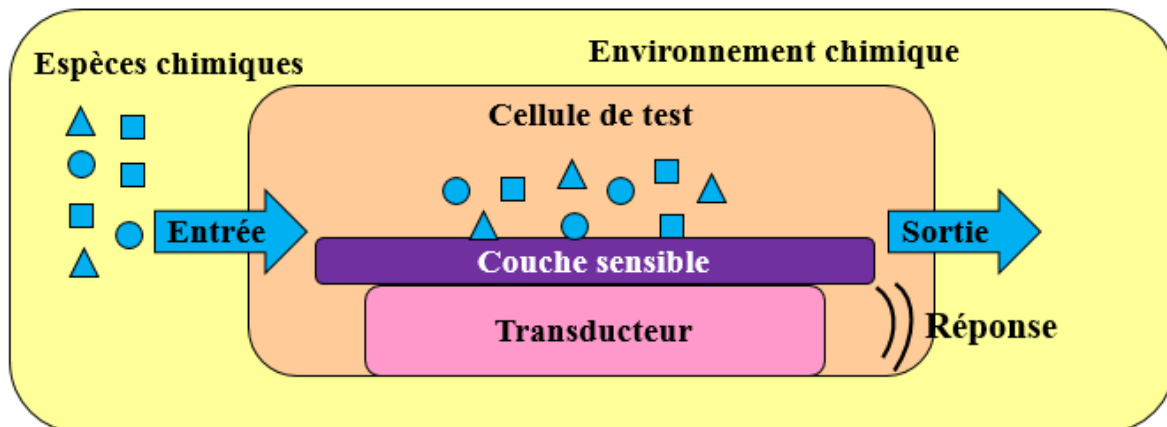 Environnement chimique
Espèces chimiques
Cellule de test
Entrée
Sortie
Couche sensible
Transducteur
Réponse